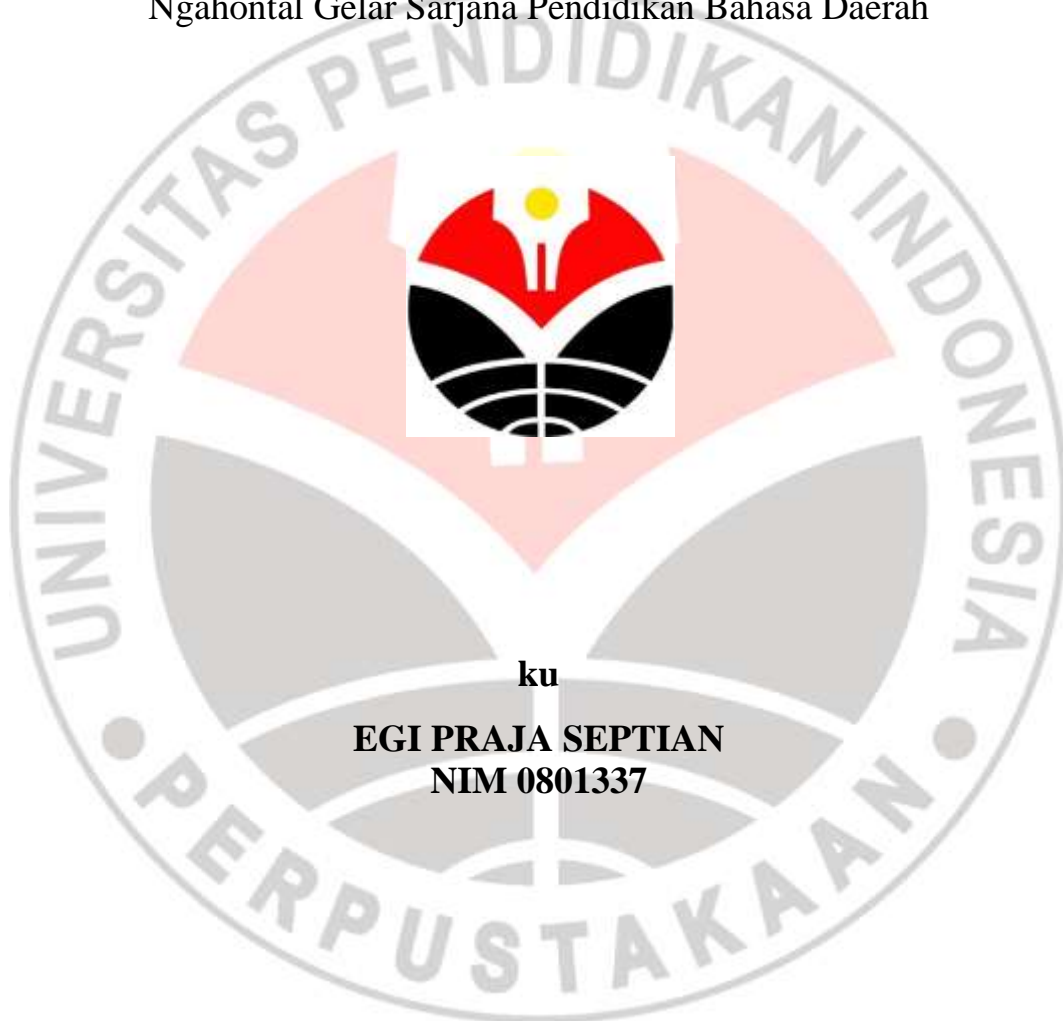 Ngahontal Gelar Sarjana Pendidikan Bahasa Daerah
UNIVERSITAS PENDIDIKAN INDONESIA
ku
EGI PRAJA SEPTIAN
NIM 0801337
PERPUSTAKAAN